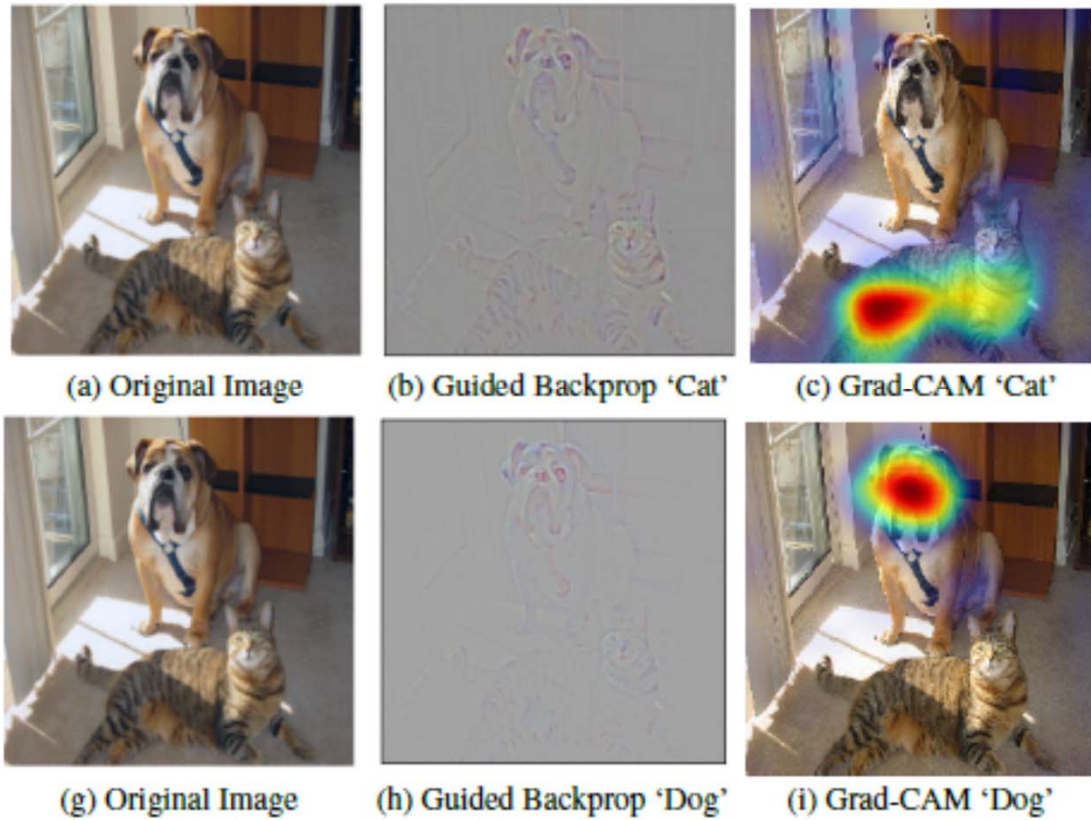 (a) Original Image
(b) Guided Backprop ‘Cat’
(c) Grad-CAM ‘Cat’
(g) Original Image
(h) Guided Backprop ‘Dog’
(i) Grad-CAM ‘Dog’